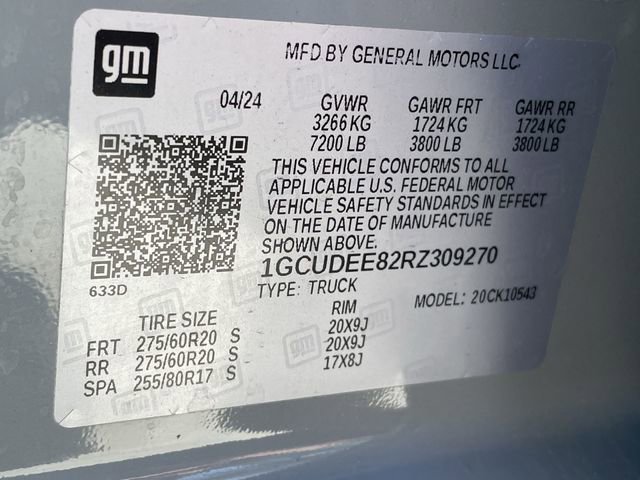 gm
MFD BY GENERAL MOTORS LLC.
04/24 GVWR GAWR FRT GAWR RR
3266 KG 1724 KG 1724 KG
7200 LB 3800 LB 3800 LB
THIS VEHICLE CONFORMS TO ALL
APPLICABLE U.S. FEDERAL MOTOR
VEHICLE SAFETY STANDARDS IN EFFECT
ON THE DATE OF MANUFACTURE
SHOWN ABOVE.
1GCUDEE82RZ309270
633D
TYPE: TRUCK MODEL: 20CK10543
TIRE SIZE RIM
FRT 275/60R20 S 20X9J
RR 275/60R20 S 20X9J
SPA 255/80R17 S 17X8J